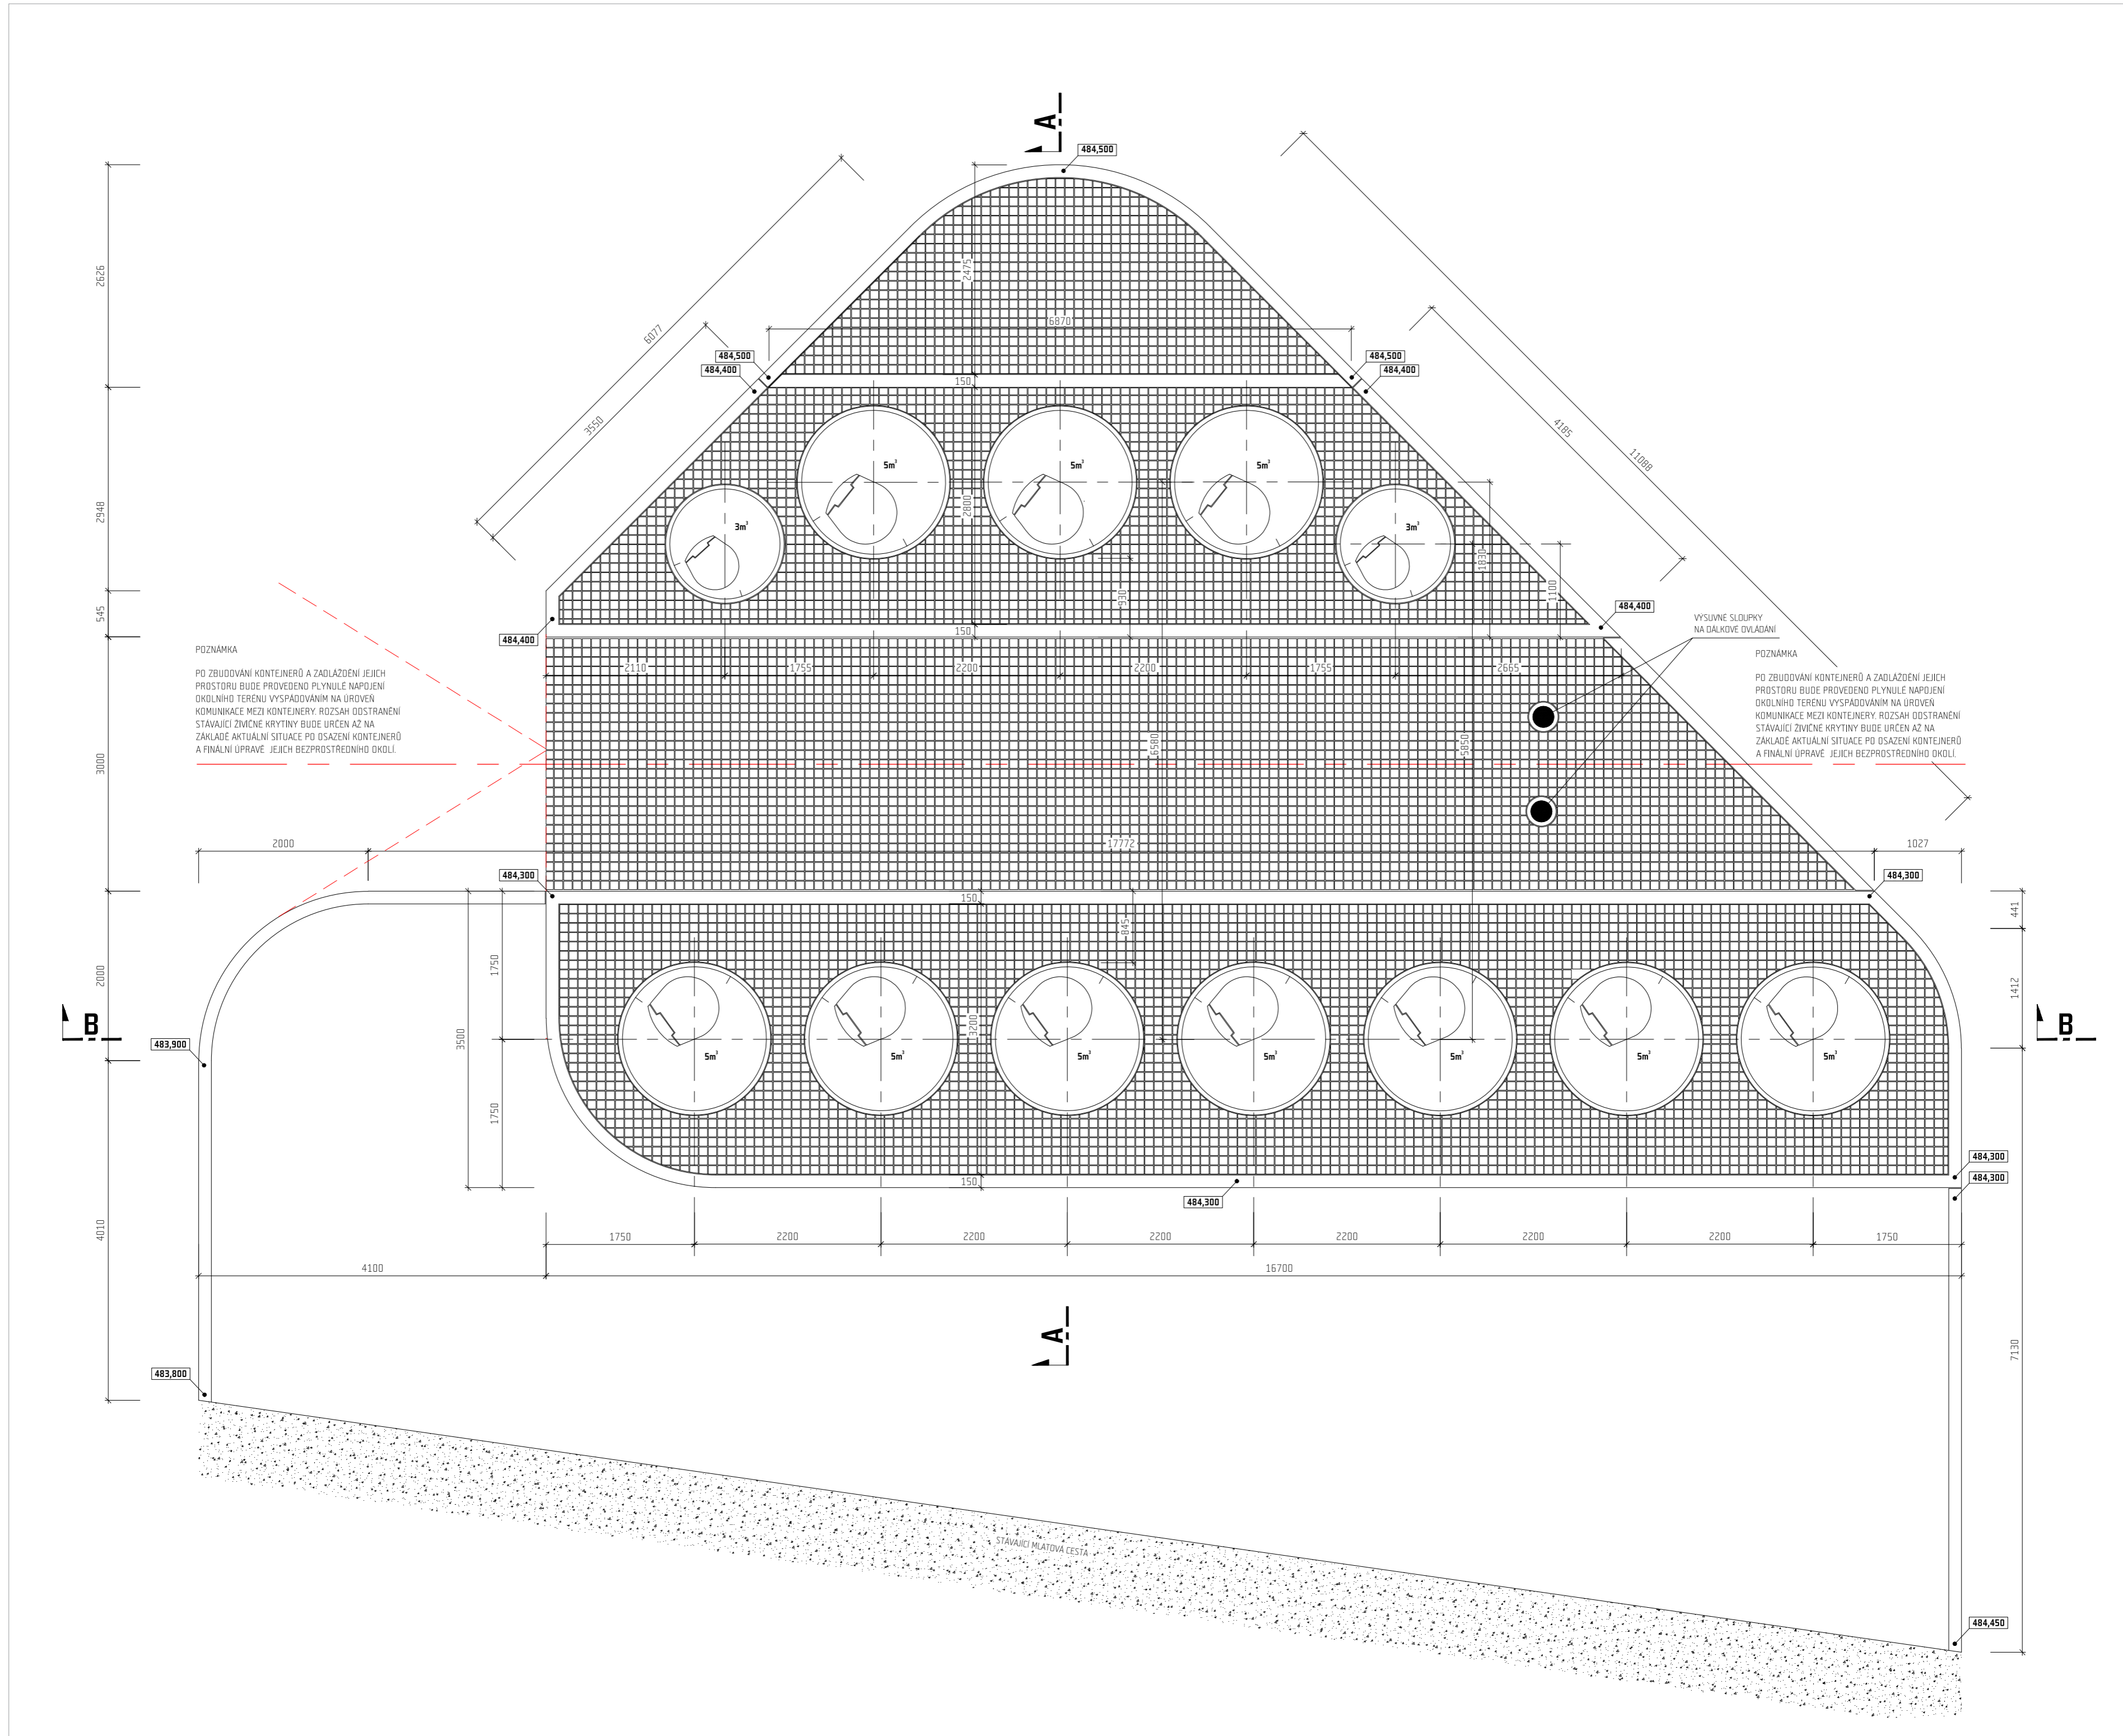 A
484,500
2626
2475
6077
6870
484,500
484,400
484,500
484,400
150
3550
4185
11088
5m³
5m³
5m³
3m³
3m³
2948
2800
930
1830
1100
545
484,400
484,400
150
VÝSUVNÉ SLOUPKY
NA DÁLKOVÉ OVLÁDÁNÍ
POZNÁMKA
PO ZBUDOVÁNÍ KONTEJNERŮ A ZADLÁŽDĚNÍ JEJICH
PROSTORU BUDE PROVEDENO PLYNULÉ NAPOJENÍ
OKOLNÍHO TERÉNU VYSPÁDOVÁNÍM NA ÚROVEŇ
KOMUNIKACE MEZI KONTEJNERY. ROZSAH ODSTRANĚNÍ
STÁVAJÍCÍ ŽIVIČNÉ KRYTINY BUDE URČEN AŽ NA
ZÁKLADĚ AKTUÁLNÍ SITUACE PO OSAZENÍ KONTEJNERŮ
A FINÁLNÍ ÚPRAVĚ JEJICH BEZPROSTŘEDNÍHO OKOLÍ.
POZNÁMKA
PO ZBUDOVÁNÍ KONTEJNERŮ A ZADLÁŽDĚNÍ JEJICH
PROSTORU BUDE PROVEDENO PLYNULÉ NAPOJENÍ
OKOLNÍHO TERÉNU VYSPÁDOVÁNÍM NA ÚROVEŇ
KOMUNIKACE MEZI KONTEJNERY. ROZSAH ODSTRANĚNÍ
STÁVAJÍCÍ ŽIVIČNÉ KRYTINY BUDE URČEN AŽ NA
ZÁKLADĚ AKTUÁLNÍ SITUACE PO OSAZENÍ KONTEJNERŮ
A FINÁLNÍ ÚPRAVĚ JEJICH BEZPROSTŘEDNÍHO OKOLÍ.
2110 1755 2200 2200 1755 2665
3000
6580
5850
2000 17772 1027
484,300
484,300
150
441
845
2000
1750
1412
3500
3200
B
B
483,900
5m³ 5m³ 5m³ 5m³ 5m³ 5m³ 5m³
1750
150
484,300
484,300
484,300
4010
1750 2200 2200 2200 2200 2200 2200 1750
4100 16700
A
7130
483,800
STÁVAJÍCÍ MLATOVÁ CESTA
484,450